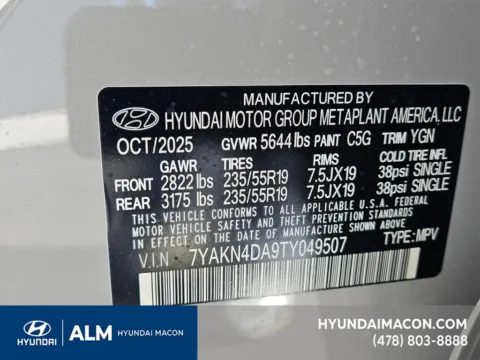 MANUFACTURED BY
HYUNDAI MOTOR GROUP METAPLANT AMERICA, LLC
OCT/2025 GVWR 5644 lbs PAINT C5G TRIM YGN
GAWR TIRES RIMS COLD TIRE INFL.
FRONT 2822 lbs 235/55R19 7.5JX19 38psi SINGLE
REAR 3175 lbs 235/55R19 7.5JX19 38psi SINGLE
THIS VEHICLE CONFORMS TO ALL APPLICABLE U.S.A. FEDERAL
MOTOR VEHICLE SAFETY, BUMPER, AND THEFT PREVENTION STANDARDS
IN EFFECT ON THE DATE OF MANUFACTURE SHOWN ABOVE.
V.I.N 7YAKN4DA9TY049507 TYPE: MPV
HYUNDAI ALM HYUNDAI MACON
HYUNDAIMACON.COM
(478) 803-8888